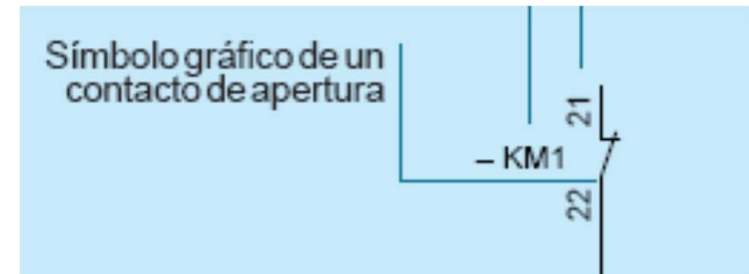 Símbolo gráfico de un
contacto de apertura
21
– KM1
22